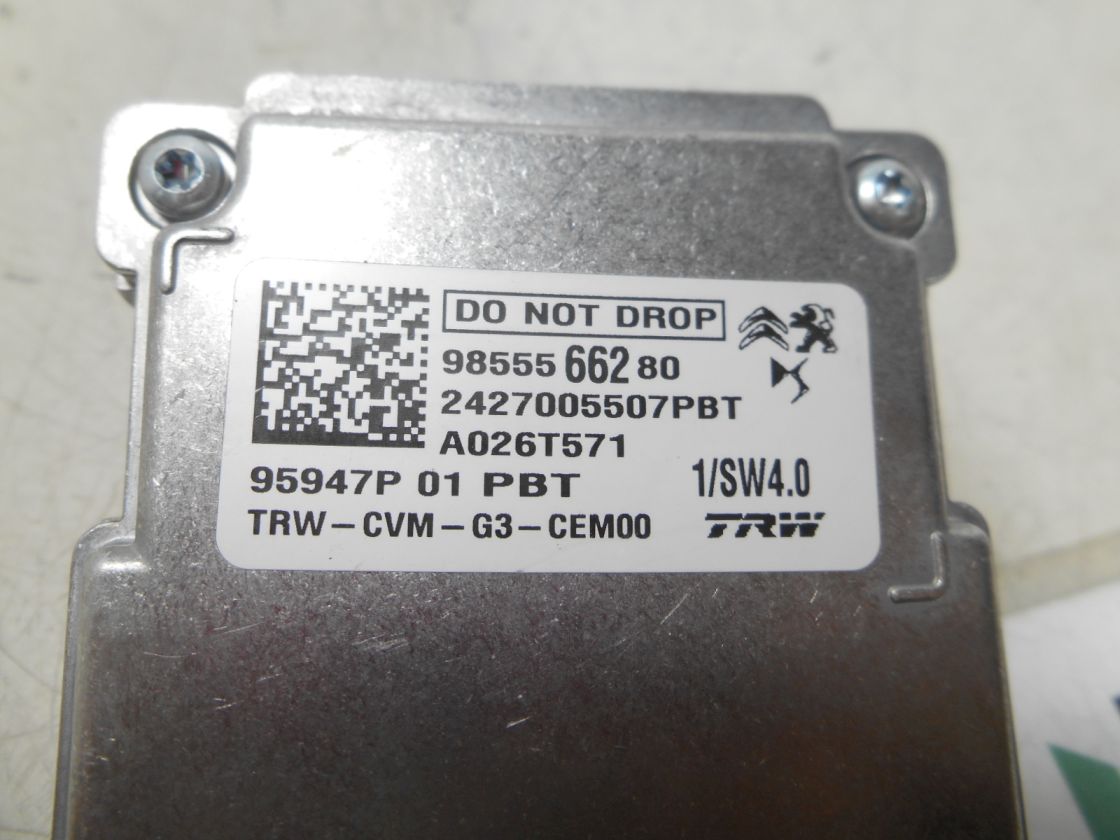 DO NOT DROP
98555 662 80
2427005507PBT
A026T571
95947P 01 PBT
1/SW4.0
TRW-CVM-G3-CEM00
TRW